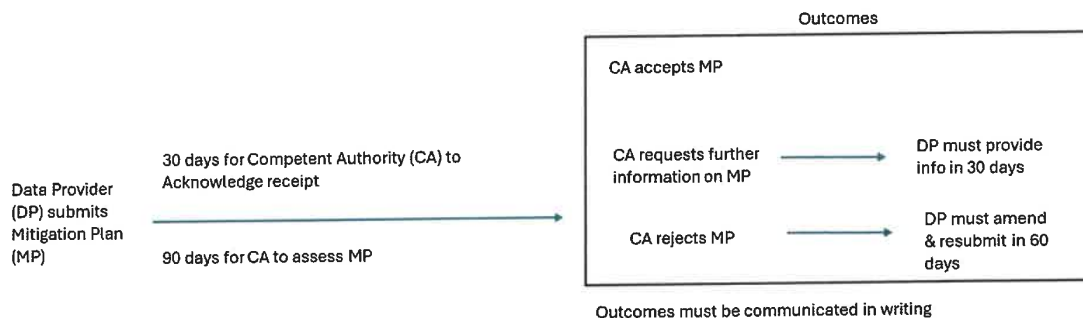 Outcomes
CA accepts MP
30 days for Competent Authority (CA) to
Acknowledge receipt
CA requests further
information on MP
DP must provide
info in 30 days
Data Provider
(DP) submits
Mitigation Plan
(MP)
90 days for CA to assess MP
CA rejects MP
DP must amend
& resubmit in 60
days
Outcomes must be communicated in writing